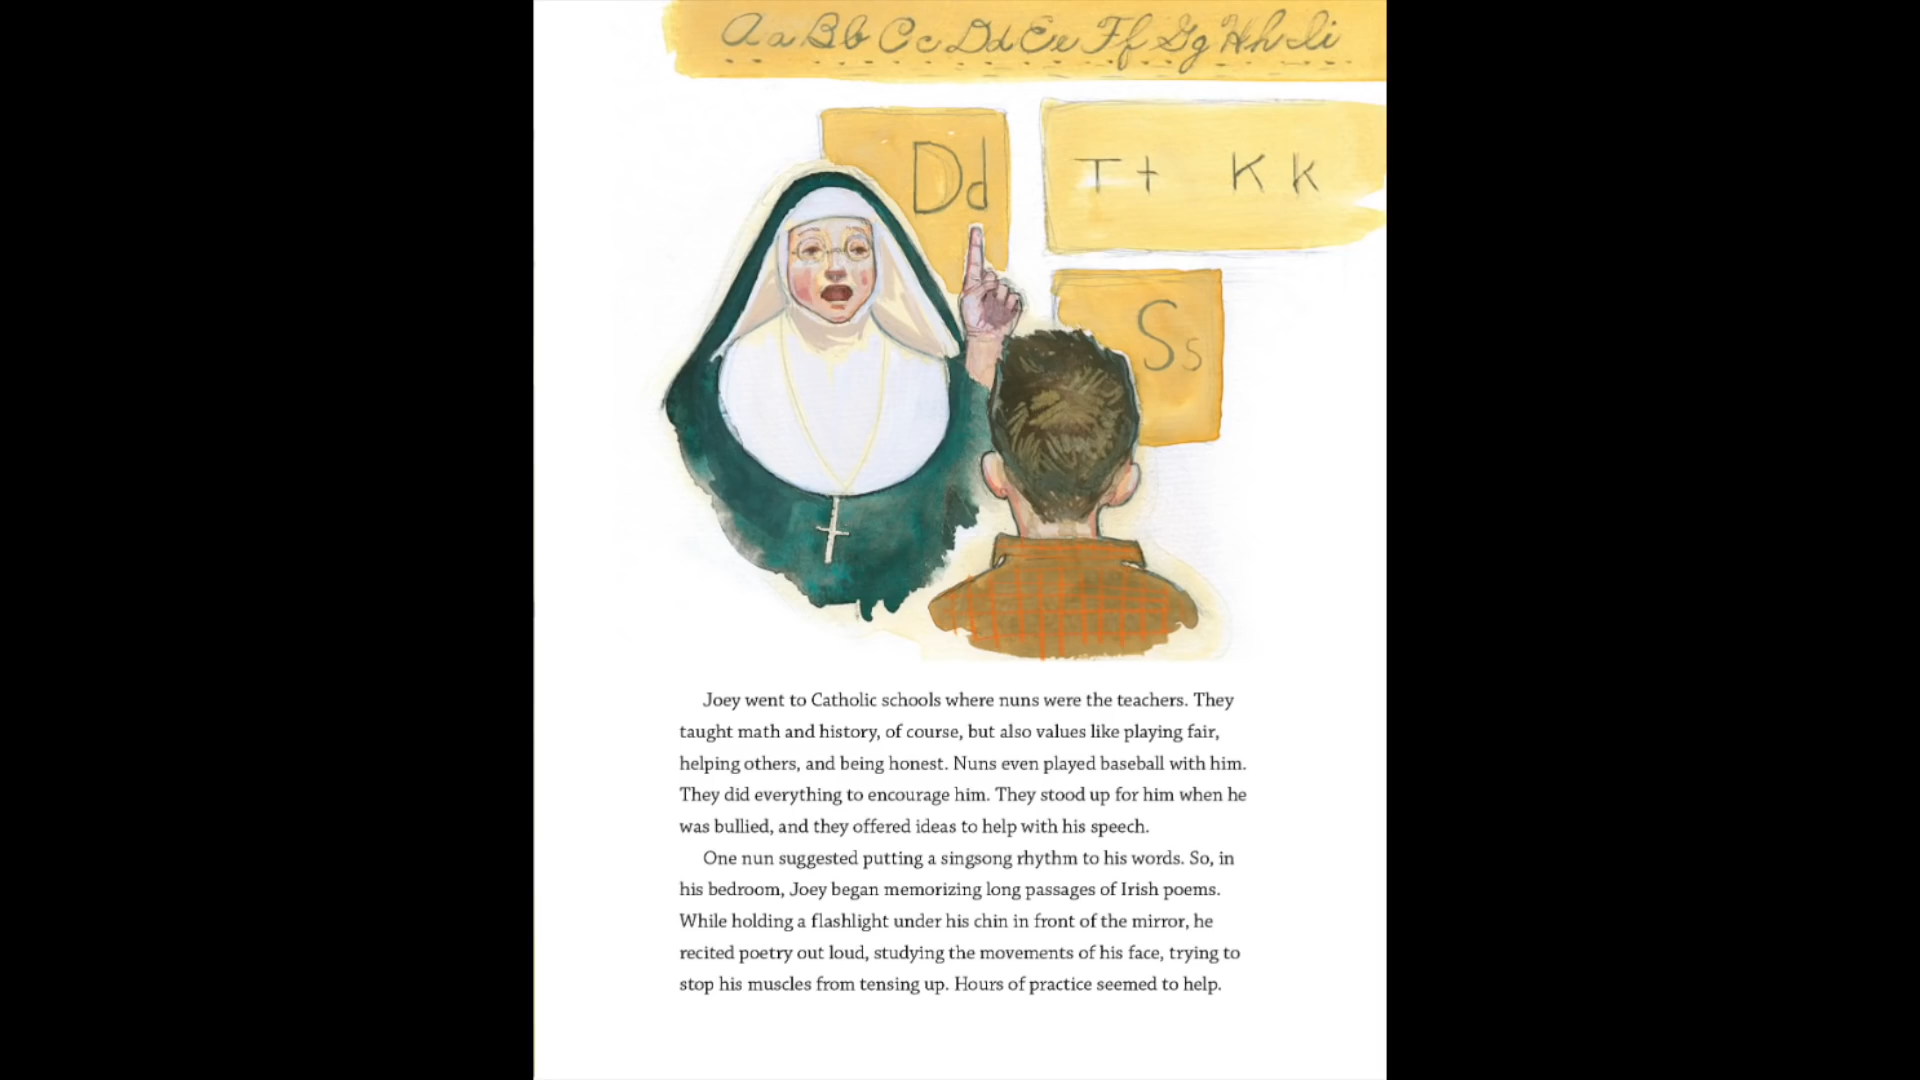 Aa Bb Cc Dd Ee Ff Gg Hh Ii
Dd
Tt Kk
Ss
Joey went to Catholic schools where nuns were the teachers. They
taught math and history, of course, but also values like playing fair,
helping others, and being honest. Nuns even played baseball with him.
They did everything to encourage him. They stood up for him when he
was bullied, and they offered ideas to help with his speech.
One nun suggested putting a singsong rhythm to his words. So, in
his bedroom, Joey began memorizing long passages of Irish poems.
While holding a flashlight under his chin in front of the mirror, he
recited poetry out loud, studying the movements of his face, trying to
stop his muscles from tensing up. Hours of practice seemed to help.